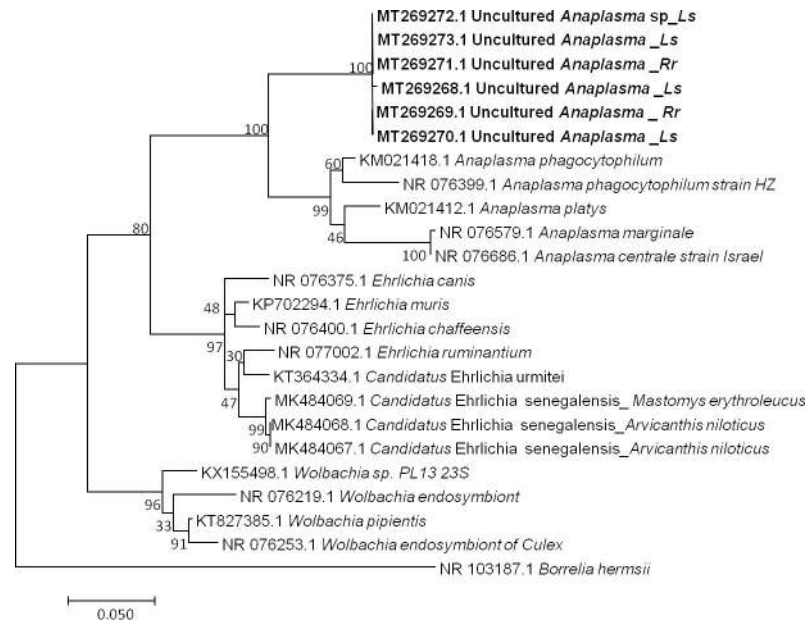 MT269272.1 Uncultured Anaplasma sp_Ls
MT269273.1 Uncultured Anaplasma _Ls
MT269271.1 Uncultured Anaplasma _Rr
100
MT269268.1 Uncultured Anaplasma _Ls
MT269269.1 Uncultured Anaplasma _ Rr
100
MT269270.1 Uncultured Anaplasma _Ls
60
KM021418.1 Anaplasma phagocytophilum
NR 076399.1 Anaplasma phagocytophilum strain HZ
99
KM021412.1 Anaplasma platys
80
46
NR 076579.1 Anaplasma marginale
100
NR 076686.1 Anaplasma centrale strain Israel
NR 076375.1 Ehrlichia canis
48
KP702294.1 Ehrlichia muris
NR 076400.1 Ehrlichia chaffeensis
97
30
NR 077002.1 Ehrlichia ruminantium
KT364334.1 Candidatus Ehrlichia urmitei
47
MK484069.1 Candidatus Ehrlichia senegalensis_ Mastomys erythroleucus
99
MK484068.1 Candidatus Ehrlichia senegalensis_Arvicanthis niloticus
90
MK484067.1 Candidatus Ehrlichia senegalensis_Arvicanthis niloticus
KX155498.1 Wolbachia sp. PL13 23S
96
NR 076219.1 Wolbachia endosymbiont
33
KT827385.1 Wolbachia pipientis
91
NR 076253.1 Wolbachia endosymbiont of Culex
NR 103187.1 Borrelia hermsii
0.050